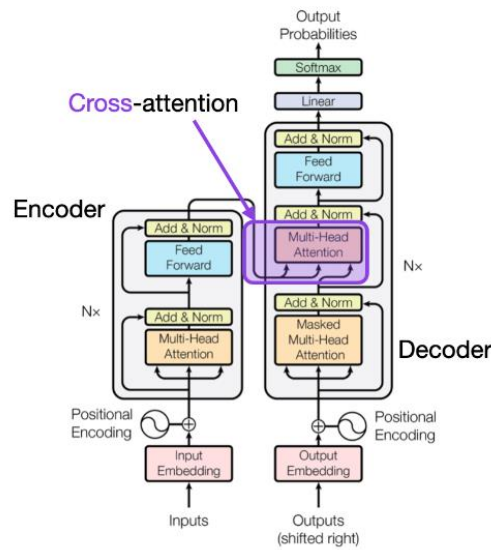 Output
Probabilities
Softmax
Linear
Cross-attention
Add & Norm
Feed
Forward
Add & Norm
Multi-Head
Attention
Nx
Add & Norm
Masked
Multi-Head
Attention
Decoder
Positional
Encoding
Output
Embedding
Outputs
(shifted right)
Encoder
Add & Norm
Feed
Forward
Nx
Add & Norm
Multi-Head
Attention
Positional
Encoding
Input
Embedding
Inputs